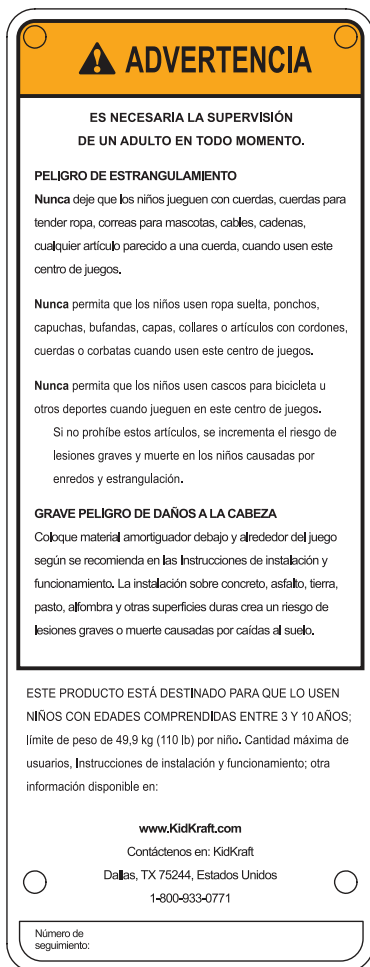 ADVERTENCIA
ES NECESARIA LA SUPERVISIÓN
DE UN ADULTO EN TODO MOMENTO.
PELIGRO DE ESTRANGULAMIENTO
Nunca deje que los niños jueguen con cuerdas, cuerdas para
tender ropa, correas para mascotas, cables, cadenas,
cualquier artículo parecido a una cuerda, cuando usen este
centro de juegos.
Nunca permita que los niños usen ropa suelta, ponchos,
capuchas, bufandas, capas, collares o artículos con cordones,
cuerdas o corbatas cuando usen este centro de juegos.
Nunca permita que los niños usen cascos para bicicleta u
otros deportes cuando jueguen en este centro de juegos.
Si no prohíbe estos artículos, se incrementa el riesgo de
lesiones graves y muerte en los niños causadas por
enredos y estrangulación.
GRAVE PELIGRO DE DAÑOS A LA CABEZA
Coloque material amortiguador debajo y alrededor del juego
según se recomienda en las Instrucciones de instalación y
funcionamiento. La instalación sobre concreto, asfalto, tierra,
pasto, alfombra y otras superficies duras crea un riesgo de
lesiones graves o muerte causadas por caídas al suelo.
ESTE PRODUCTO ESTÁ DESTINADO PARA QUE LO USEN
NIÑOS CON EDADES COMPRENDIDAS ENTRE 3 Y 10 AÑOS;
límite de peso de 49,9 kg (110 lb) por niño. Cantidad máxima de
usuarios, Instrucciones de instalación y funcionamiento; otra
información disponible en:
www.KidKraft.com
Contáctenos en: KidKraft
Dallas, TX 75244, Estados Unidos
1-800-933-0771
Número de
seguimiento: